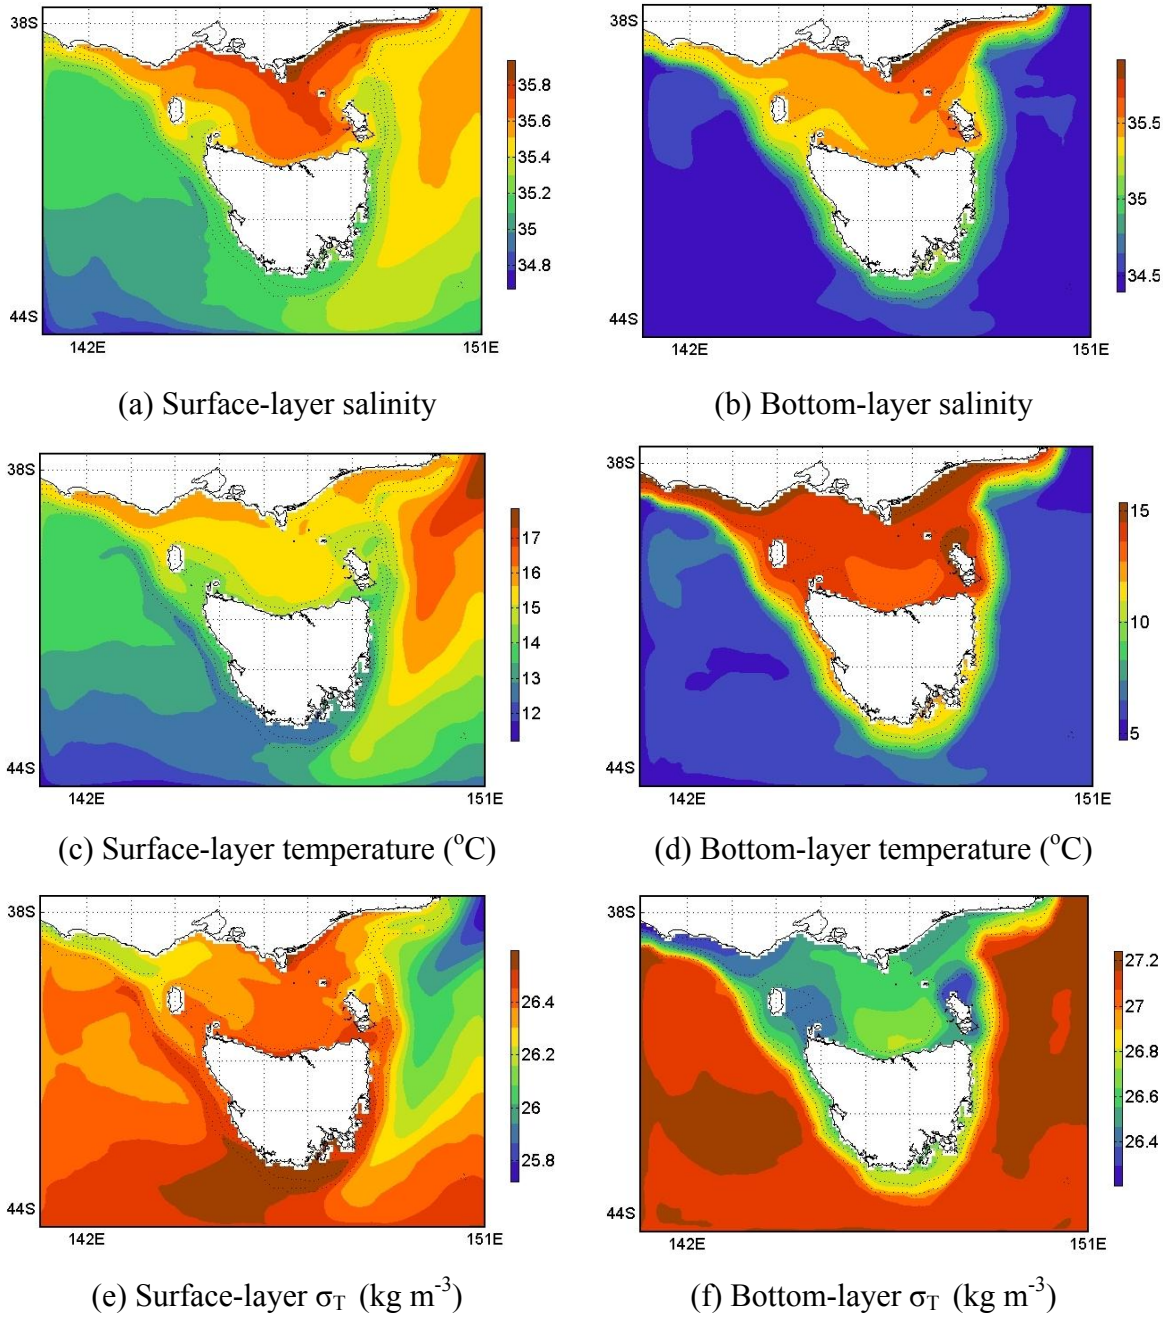 38S
35.8
35.6
35.4
35.2
35
34.8
44S
142E
151E
(a) Surface-layer salinity
38S
35.5
35
34.5
44S
142E
151E
(b) Bottom-layer salinity
38S
17
16
15
14
13
12
44S
142E
151E
(c) Surface-layer temperature (°C)
38S
15
10
5
44S
142E
151E
(d) Bottom-layer temperature (°C)
38S
26.4
26.2
26
25.8
44S
142E
151E
(e) Surface-layer σT (kg m-3)
38S
27.2
27
26.8
26.6
26.4
44S
142E
151E
(f) Bottom-layer σT (kg m-3)